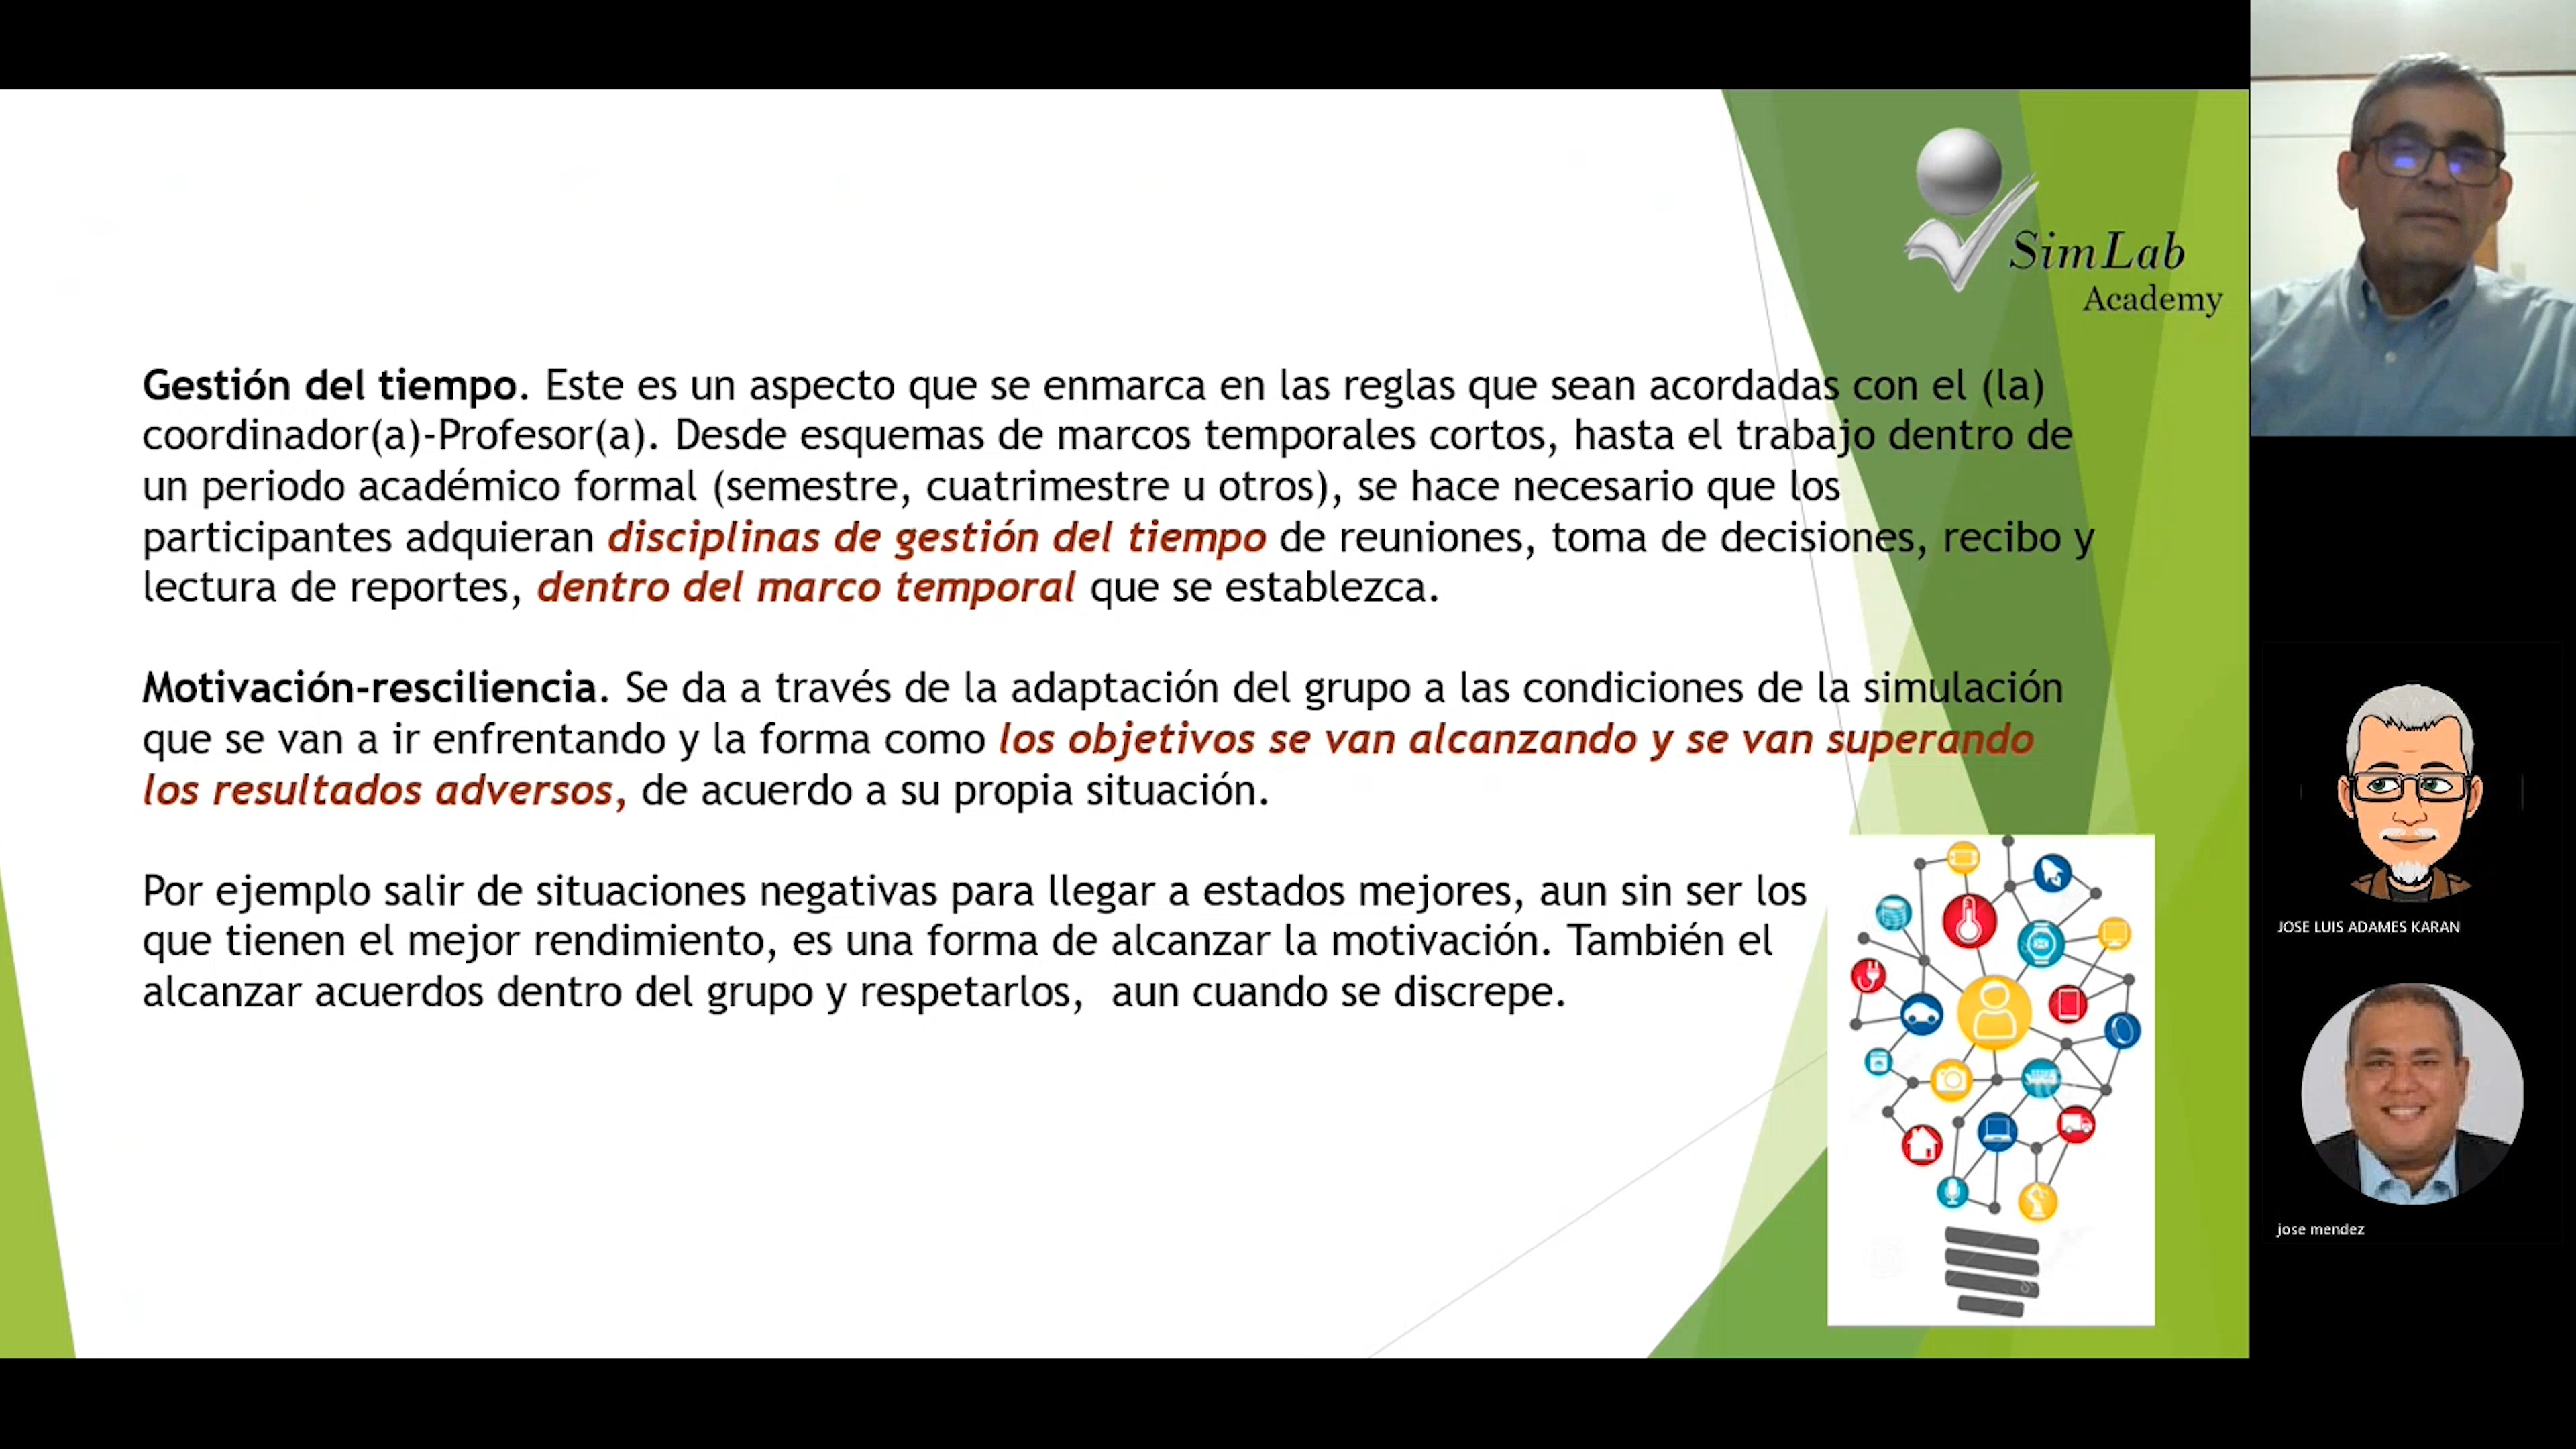 SimLab
Academy
Gestión del tiempo. Este es un aspecto que se enmarca en las reglas que sean acordadas con el (la)
coordinador(a)-Profesor(a). Desde esquemas de marcos temporales cortos, hasta el trabajo dentro de
un periodo académico formal (semestre, cuatrimestre u otros), se hace necesario que los
participantes adquieran disciplinas de gestión del tiempo de reuniones, toma de decisiones, recibo y
lectura de reportes, dentro del marco temporal que se establezca.
Motivación-resciliencia. Se da a través de la adaptación del grupo a las condiciones de la simulación
que se van a ir enfrentando y la forma como los objetivos se van alcanzando y se van superando
los resultados adversos, de acuerdo a su propia situación.
Por ejemplo salir de situaciones negativas para llegar a estados mejores, aun sin ser los
que tienen el mejor rendimiento, es una forma de alcanzar la motivación. También el
alcanzar acuerdos dentro del grupo y respetarlos,  aun cuando se discrepe.
JOSE LUIS ADAMES KARAN
jose mendez